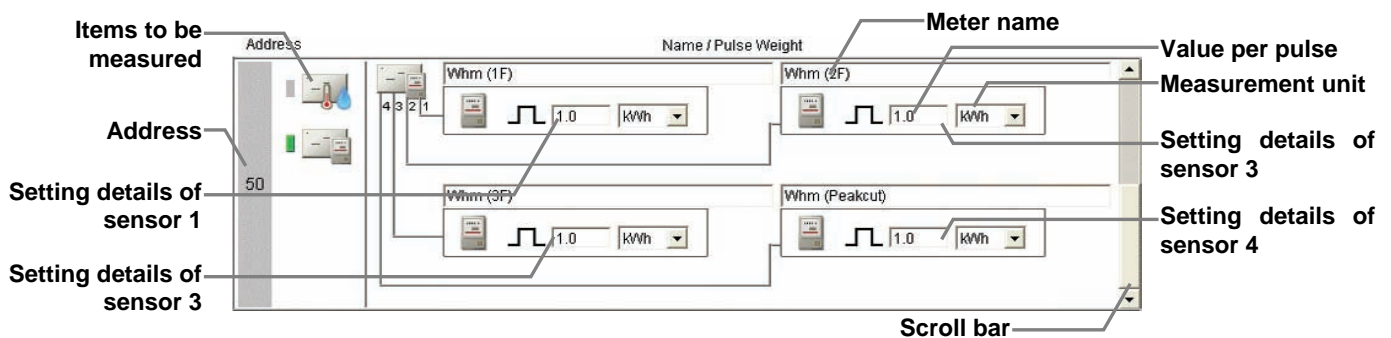 Items to be
measured
Meter name
Address
Name / Pulse Weight
Value per pulse
Measurement unit
Whm (1F)
Whm (2F)
4 3 2 1
1.0
kWh
1.0
kWh
Address
Setting details of
sensor 3
50
Setting details of
sensor 1
Whm (3F)
Whm (Peakcut)
1.0
kWh
1.0
kWh
Setting details of
sensor 4
Setting details of
sensor 3
Scroll bar